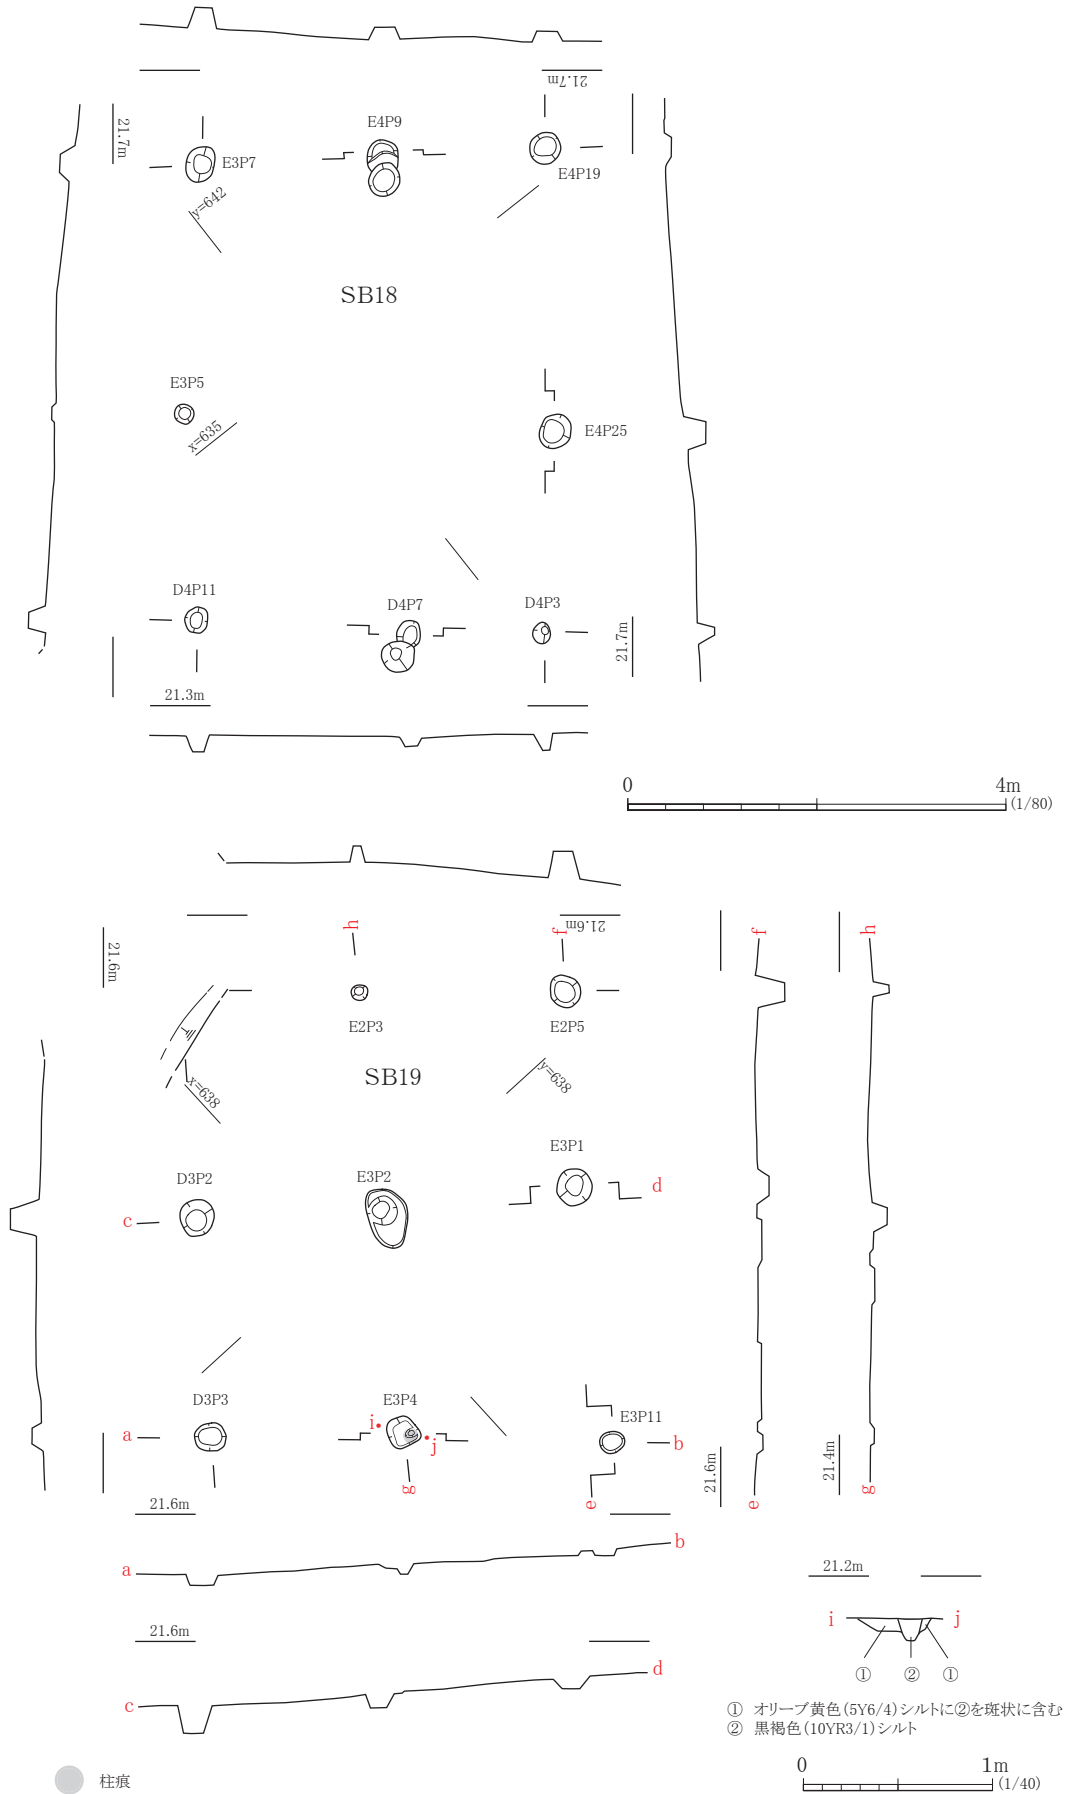 21.7m
21.7m
E3P7
E4P9
E4P19
y=642
SB18
E3P5
x=635
E4P25
D4P11
D4P7
D4P3
21.7m
21.3m
0 4m
(1/80)
21.6m
21.6m
h
f
E2P3
E2P5
SB19
x=638
y=638
f
h
D3P2
E3P2
E3P1
c
d
D3P3
E3P4
E3P11
a
i
j
b
g
e
21.6m
21.4m
e
g
21.6m
a
b
21.6m
c
d
21.2m
i
j
① ② ①
① オリーブ黄色(5Y6/4)シルトに②を斑状に含む
② 黒褐色(10YR3/1)シルト
柱痕
0 1m
(1/40)